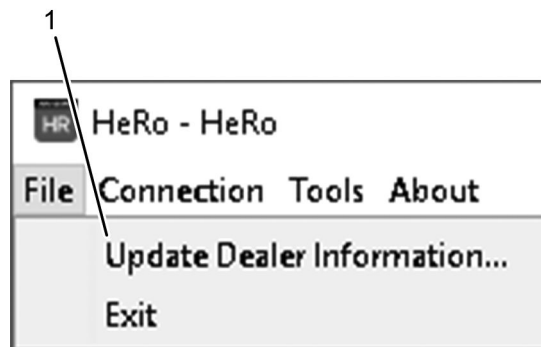 1
HR HeRo - HeRo
File Connection Tools About
Update Dealer Information...
Exit